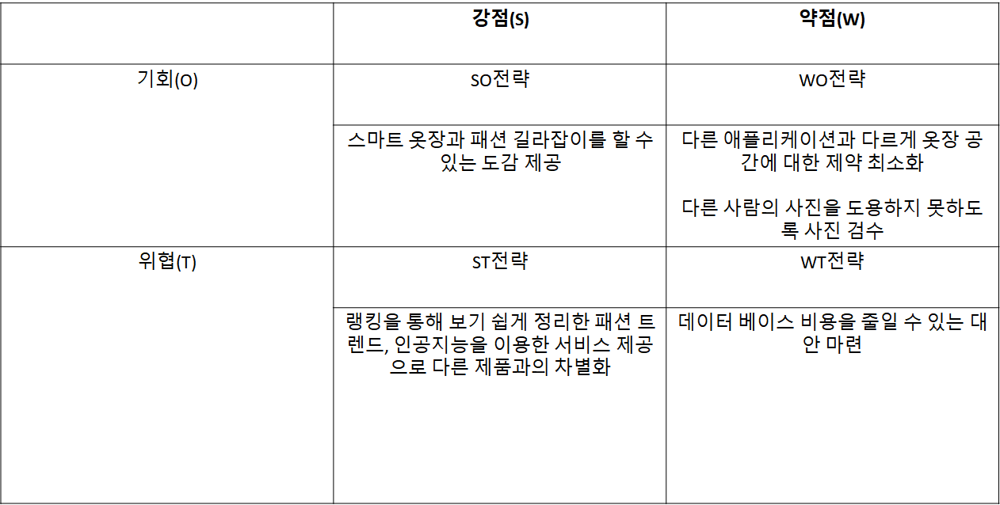 강점(S)
약점(W)
기회(O)
SO전략
WO전략
스마트 옷장과 패션 길라잡이를 할 수
있는 도감 제공
다른 애플리케이션과 다르게 옷장 공
간에 대한 제약 최소화
다른 사람의 사진을 도용하지 못하도
록 사진 검수
위협(T)
ST전략
WT전략
랭킹을 통해 보기 쉽게 정리한 패션 트
렌드, 인공지능을 이용한 서비스 제공
으로 다른 제품과의 차별화
데이터 베이스 비용을 줄일 수 있는 대
안 마련